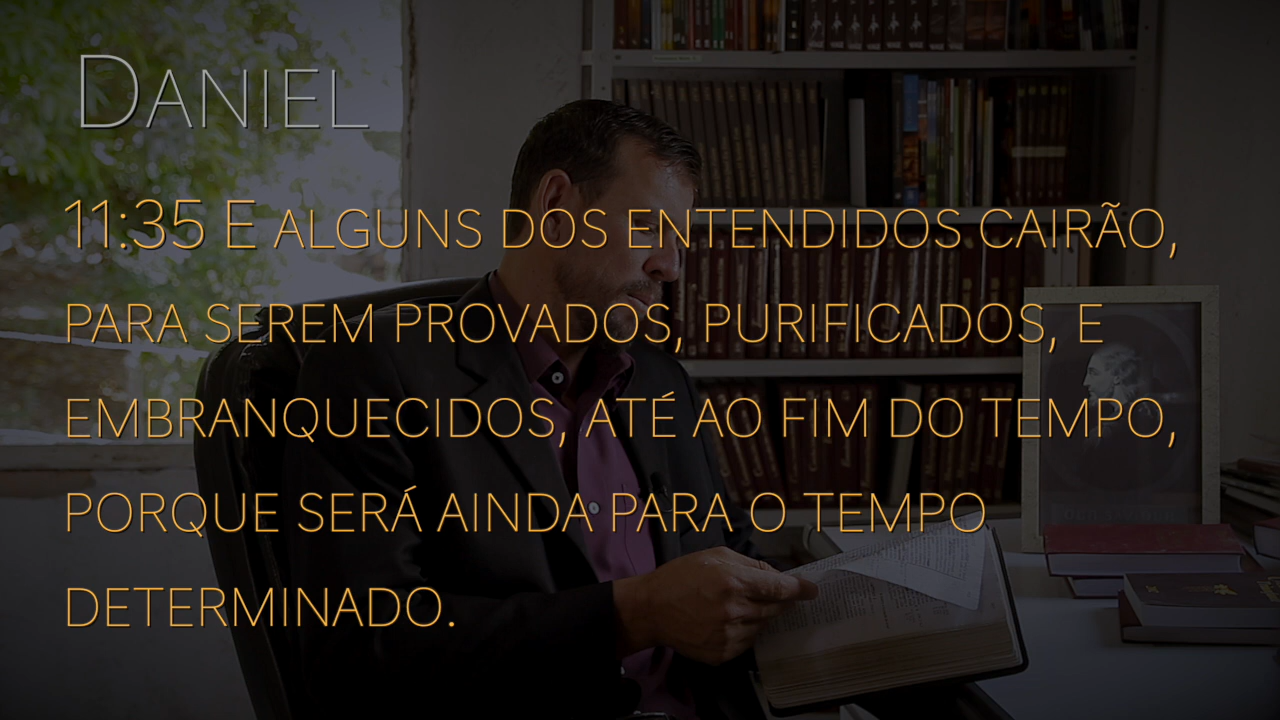 DANIEL
11:35 E ALGUNS DOS ENTENDIDOS CAIRÃO,
PARA SEREM PROVADOS, PURIFICADOS, E
EMBRANQUECIDOS, ATÉ AO FIM DO TEMPO,
PORQUE SERÁ AINDA PARA O TEMPO
DETERMINADO.